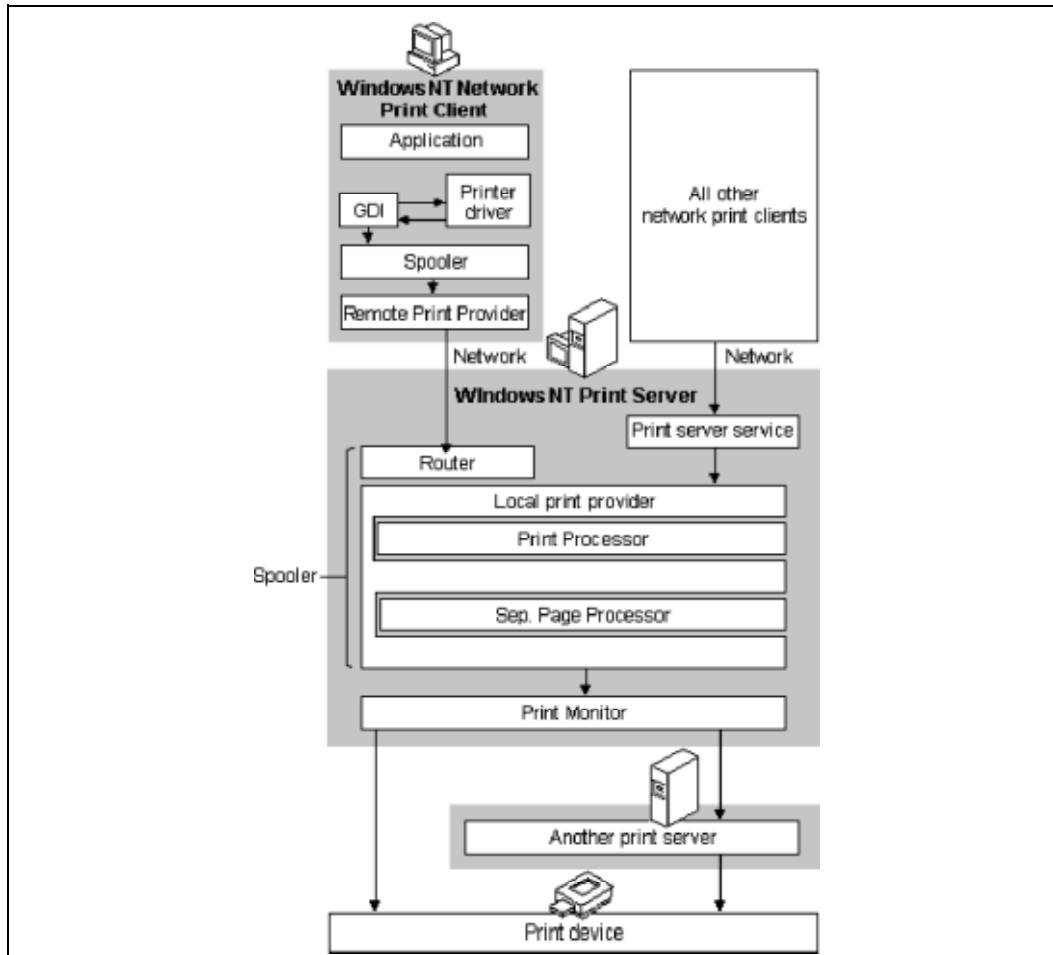 Windows NT Network
Print Client
Application
GDI
Printer
driver
Spooler
Remote Print Provider
All other
network print clients
Network
Network
Windows NT Print Server
Print server service
Router
Local print provider
Print Processor
Spooler
Sep. Page Processor
Print Monitor
Another print server
Print device